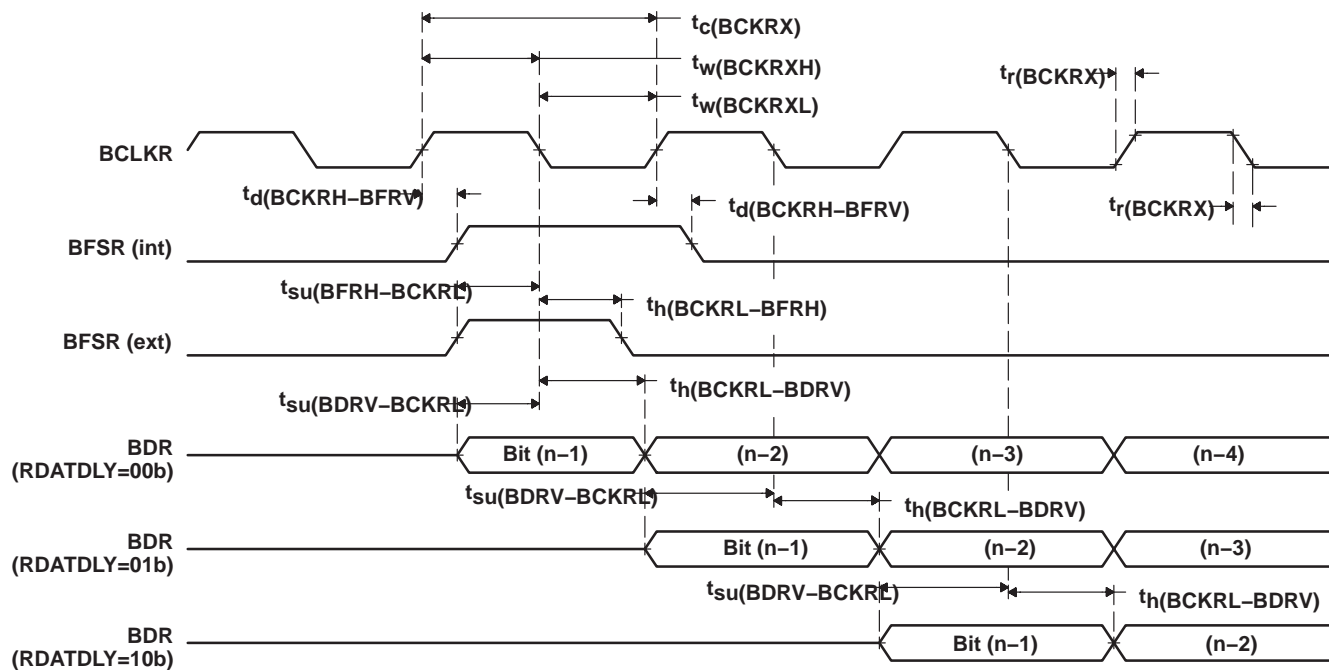 tc(BCKRX)
tw(BCKRXH)
tr(BCKRX)
tw(BCKRXL)
BCLKR
td(BCKRH–BFRV)
td(BCKRH–BFRV)
tr(BCKRX)
BFSR (int)
tsu(BFRH–BCKRL)
th(BCKRL–BFRH)
BFSR (ext)
th(BCKRL–BDRV)
tsu(BDRV–BCKRL)
BDR
(RDATDLY=00b)
Bit (n–1)
(n–2)
(n–3)
(n–4)
tsu(BDRV–BCKRL)
th(BCKRL–BDRV)
BDR
(RDATDLY=01b)
Bit (n–1)
(n–2)
(n–3)
tsu(BDRV–BCKRL)
th(BCKRL–BDRV)
BDR
(RDATDLY=10b)
Bit (n–1)
(n–2)